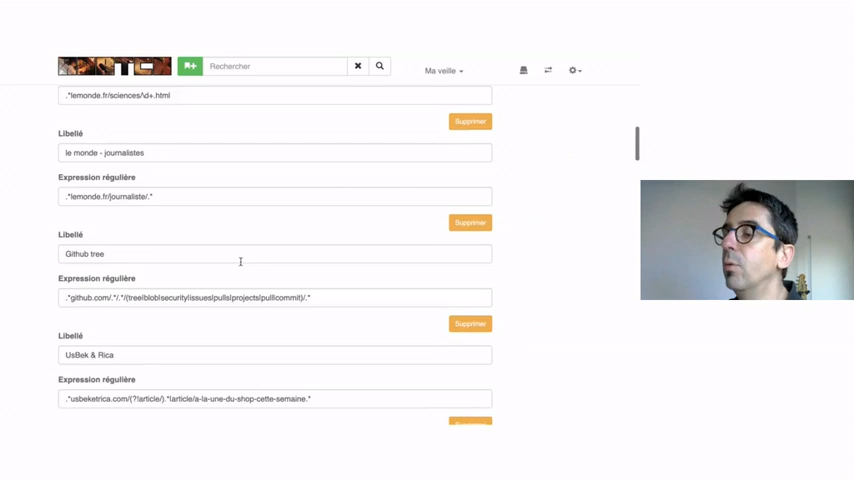 Rechercher
Ma veille
.*lemonde.fr/sciences/\d+.html
Supprimer
Libellé
le monde - journalistes
Expression régulière
.*lemonde.fr/journaliste/.*
Supprimer
Libellé
Github tree
Expression régulière
.*github.com/.*/.*/(tree|blob|security|issues|pulls|projects|pull|commit)/.*
Supprimer
Libellé
UsBek & Rica
Expression régulière
.*usbeketrica.com/(?!article/).*|article/a-la-une-du-shop-cette-semaine.*